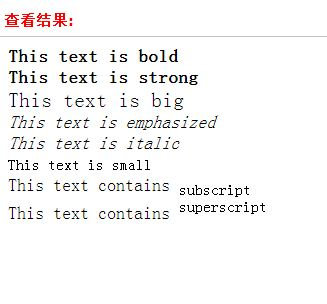 查看结果:
This text is bold
This text is strong
This text is big
This text is emphasized
This text is italic
This text is small
This text contains subscript
This text contains superscript